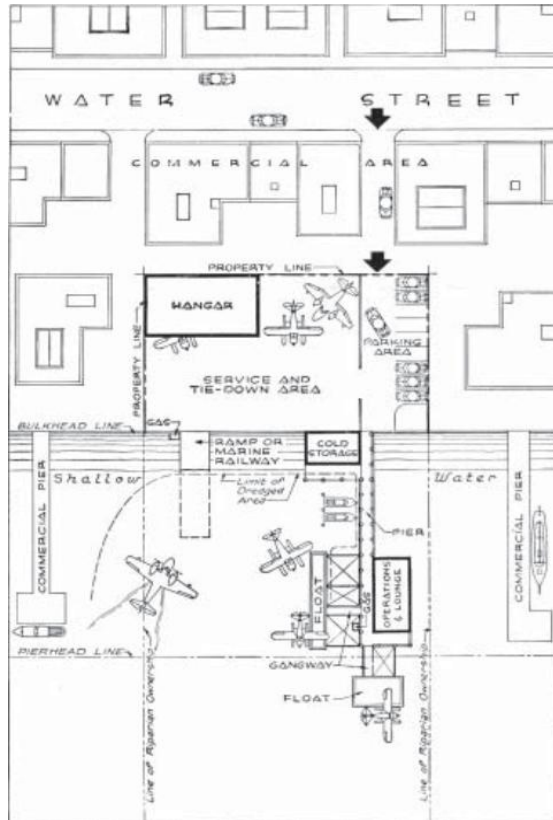 WATER STREET
COMMERCIAL AREA
PROPERTY LINE
HANGAR
PROPERTY LINE
PARKING
AREA
SERVICE AND
TIE-DOWN AREA
BULKHEAD LINE
GAS
RAMP OR
MARINE
RAILWAY
COLD
STORAGE
Shallow
Water
Limit of
Dredged
Area
COMMERCIAL PIER
PIER
COMMERCIAL PIER
FLOAT
GAS
OPERATIONS
& LOUNGE
PIERHEAD LINE
GANGWAY
FLOAT
Line of Riparian Ownership
Line of Riparian Ownership